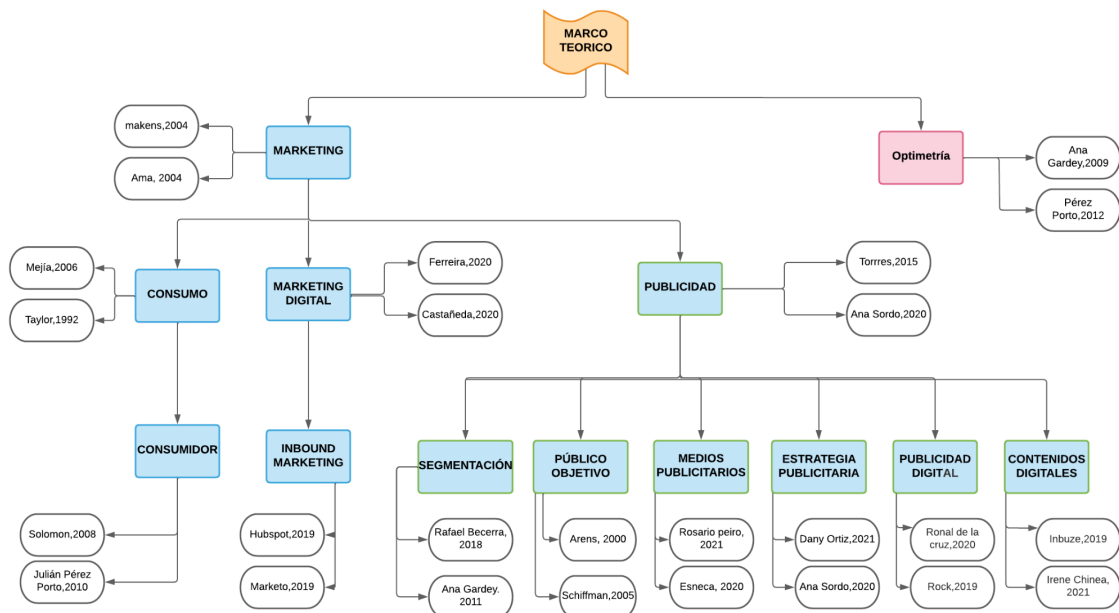 MARCO
TEORICO
makens,2004
MARKETING
Ama, 2004
Optimetría
Ana
Gardey,2009
Pérez
Porto,2012
Mejía,2006
CONSUMO
Taylor,1992
MARKETING
DIGITAL
Ferreira,2020
Castañeda,2020
PUBLICIDAD
Torrres,2015
Ana Sordo,2020
CONSUMIDOR
INBOUND
MARKETING
SEGMENTACIÓN
PÚBLICO
OBJETIVO
MEDIOS
PUBLICITARIOS
ESTRATEGIA
PUBLICITARIA
PUBLICIDAD
DIGITAL
CONTENIDOS
DIGITALES
Solomon,2008
Julián Pérez
Porto,2010
Hubspot,2019
Marketo,2019
Rafael Becerra,
2018
Ana Gardey.
2011
Arens, 2000
Schiffman,2005
Rosario peiro,
2021
Esneca, 2020
Dany Ortiz,2021
Ana Sordo,2020
Ronal de la
cruz,2020
Rock,2019
Inbuze,2019
Irene Chinea,
2021